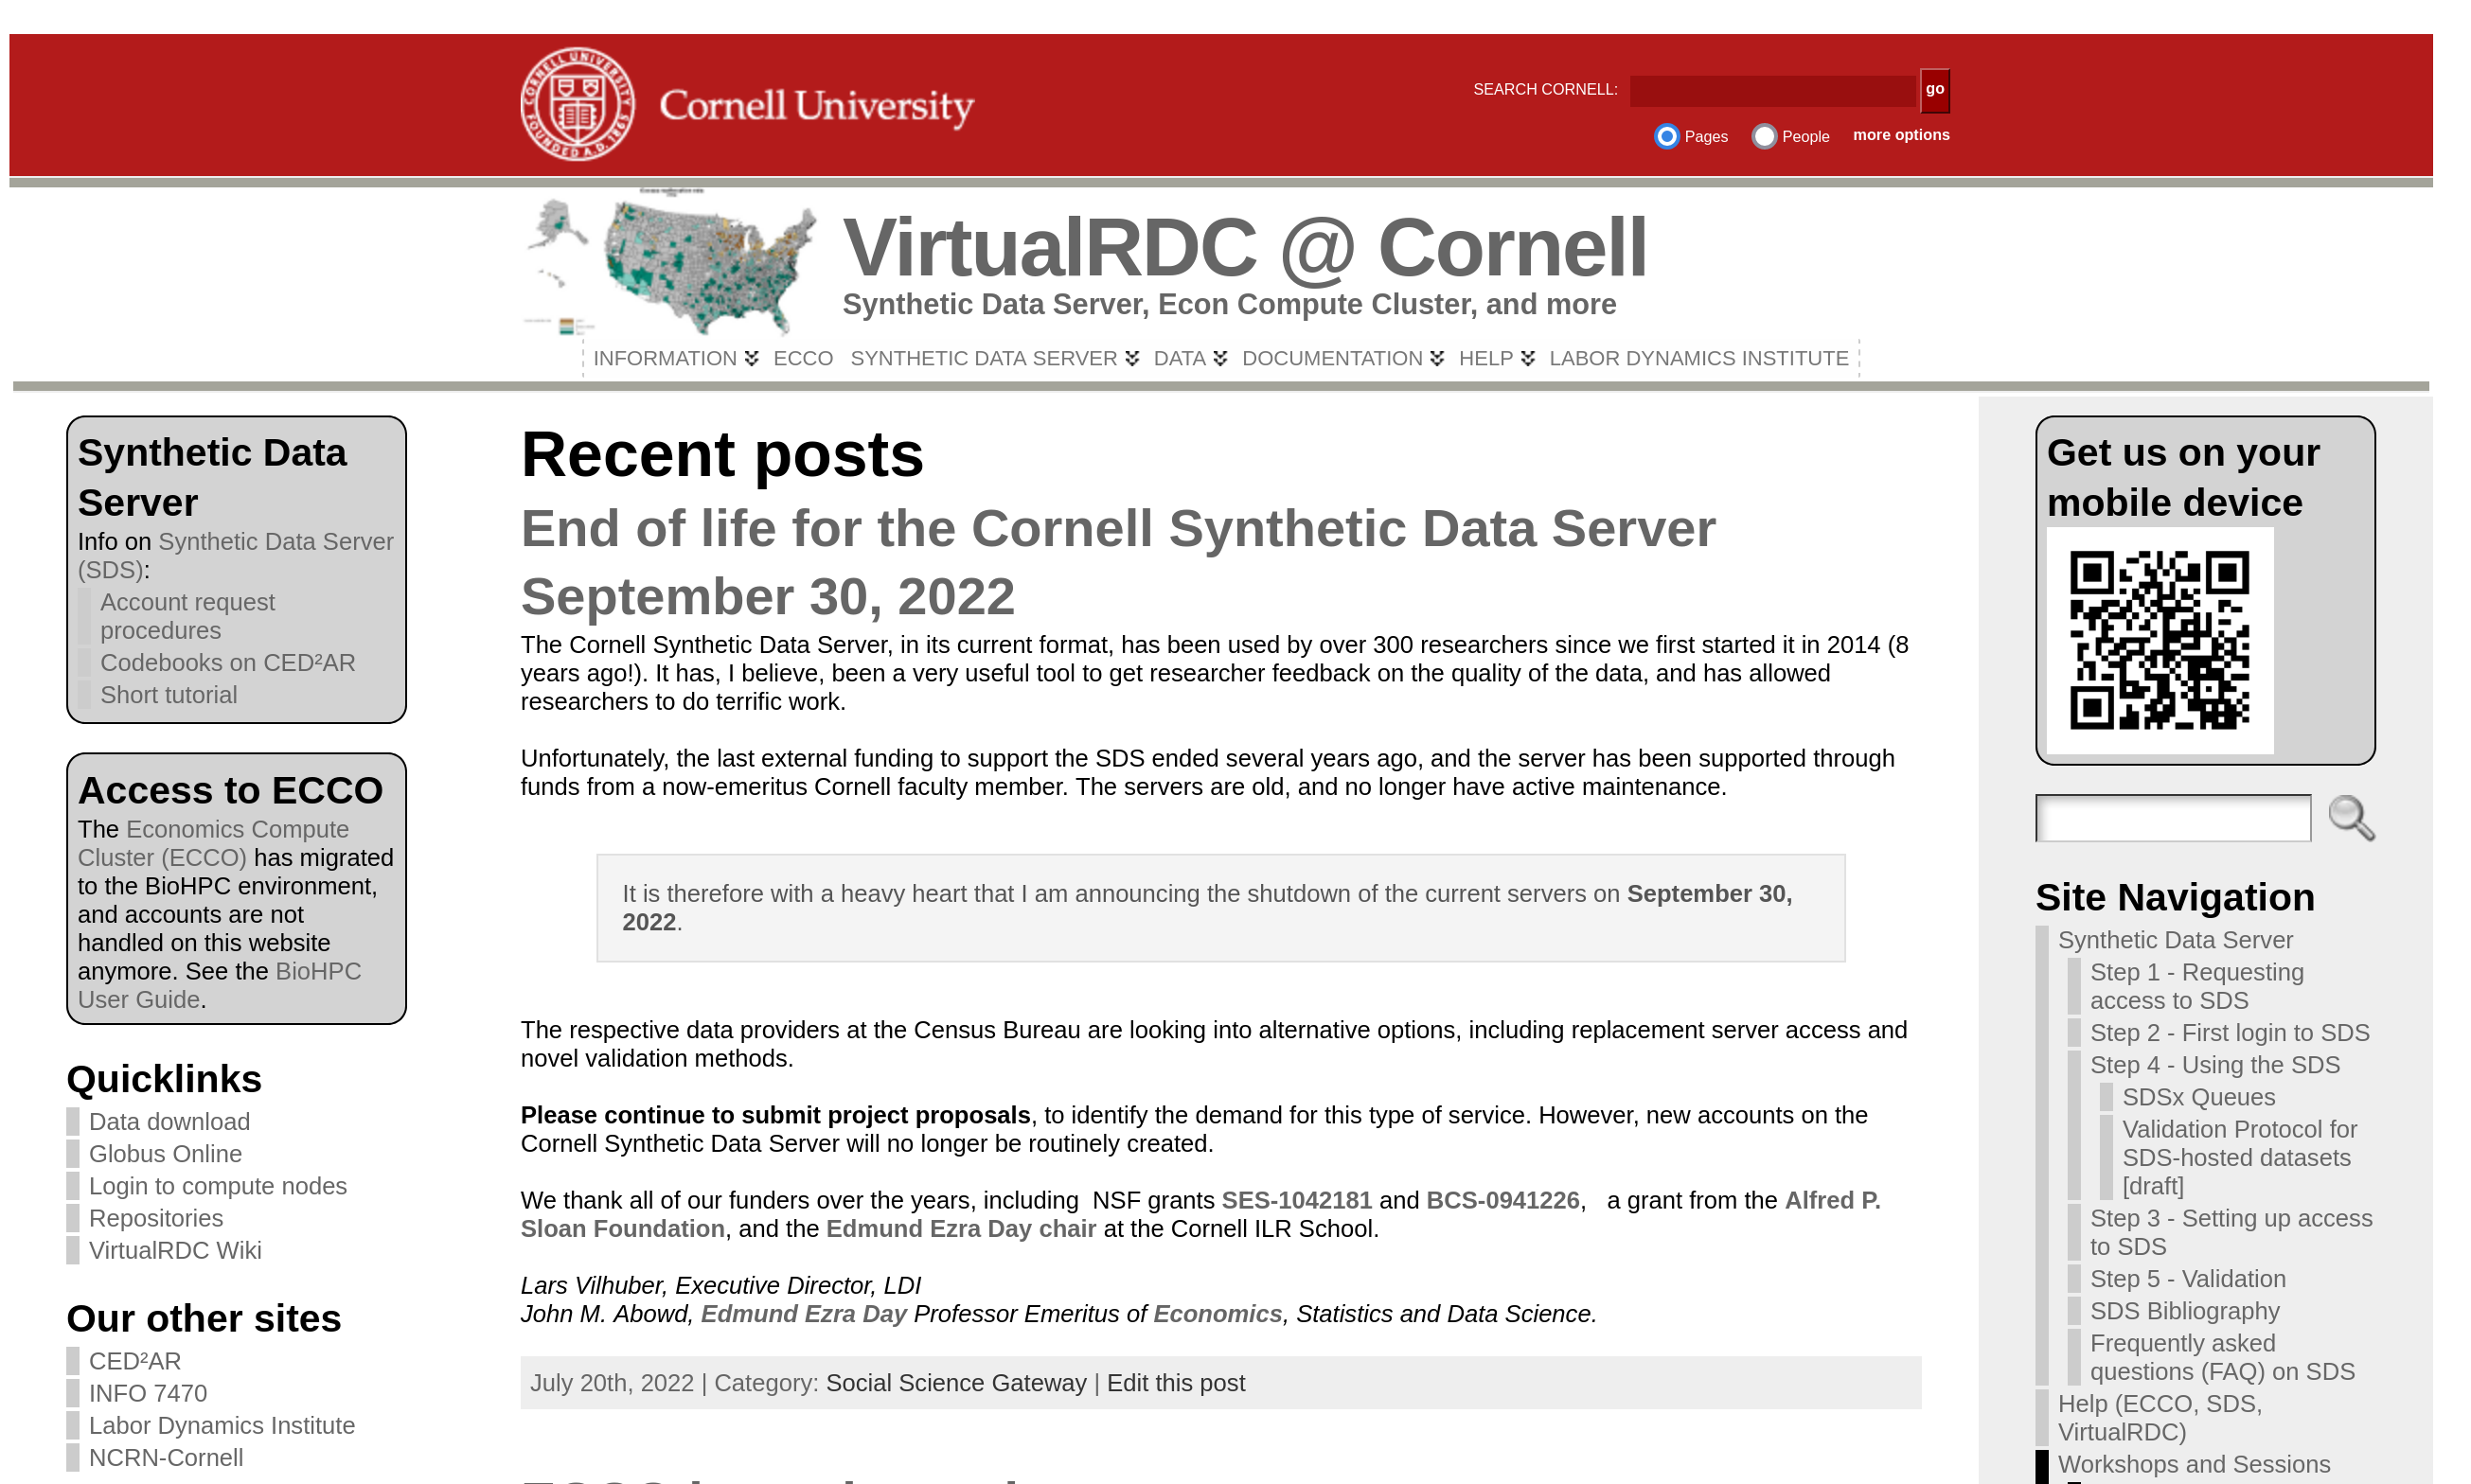 CORNELL UNIVERSITY
FOUNDED A.D. 1865
Cornell University
SEARCH CORNELL:
go
Pages
People
more options
VirtualRDC @ Cornell
Synthetic Data Server, Econ Compute Cluster, and more
INFORMATION ECCO SYNTHETIC DATA SERVER DATA DOCUMENTATION HELP LABOR DYNAMICS INSTITUTE
Synthetic Data
Server
Info on Synthetic Data Server
(SDS):
Account request
procedures
Codebooks on CED²AR
Short tutorial
Access to ECCO
The Economics Compute
Cluster (ECCO) has migrated
to the BioHPC environment,
and accounts are not
handled on this website
anymore. See the BioHPC
User Guide.
Quicklinks
Data download
Globus Online
Login to compute nodes
Repositories
VirtualRDC Wiki
Our other sites
CED²AR
INFO 7470
Labor Dynamics Institute
NCRN-Cornell
Recent posts
End of life for the Cornell Synthetic Data Server
September 30, 2022
The Cornell Synthetic Data Server, in its current format, has been used by over 300 researchers since we first started it in 2014 (8
years ago!). It has, I believe, been a very useful tool to get researcher feedback on the quality of the data, and has allowed
researchers to do terrific work.
Unfortunately, the last external funding to support the SDS ended several years ago, and the server has been supported through
funds from a now-emeritus Cornell faculty member. The servers are old, and no longer have active maintenance.
It is therefore with a heavy heart that I am announcing the shutdown of the current servers on September 30,
2022.
The respective data providers at the Census Bureau are looking into alternative options, including replacement server access and
novel validation methods.
Please continue to submit project proposals, to identify the demand for this type of service. However, new accounts on the
Cornell Synthetic Data Server will no longer be routinely created.
We thank all of our funders over the years, including  NSF grants SES-1042181 and BCS-0941226,   a grant from the Alfred P.
Sloan Foundation, and the Edmund Ezra Day chair at the Cornell ILR School.
Lars Vilhuber, Executive Director, LDI
John M. Abowd, Edmund Ezra Day Professor Emeritus of Economics, Statistics and Data Science.
July 20th, 2022 | Category: Social Science Gateway | Edit this post
Get us on your
mobile device
Site Navigation
Synthetic Data Server
Step 1 - Requesting
access to SDS
Step 2 - First login to SDS
Step 4 - Using the SDS
SDSx Queues
Validation Protocol for
SDS-hosted datasets
[draft]
Step 3 - Setting up access
to SDS
Step 5 - Validation
SDS Bibliography
Frequently asked
questions (FAQ) on SDS
Help (ECCO, SDS,
VirtualRDC)
Workshops and Sessions